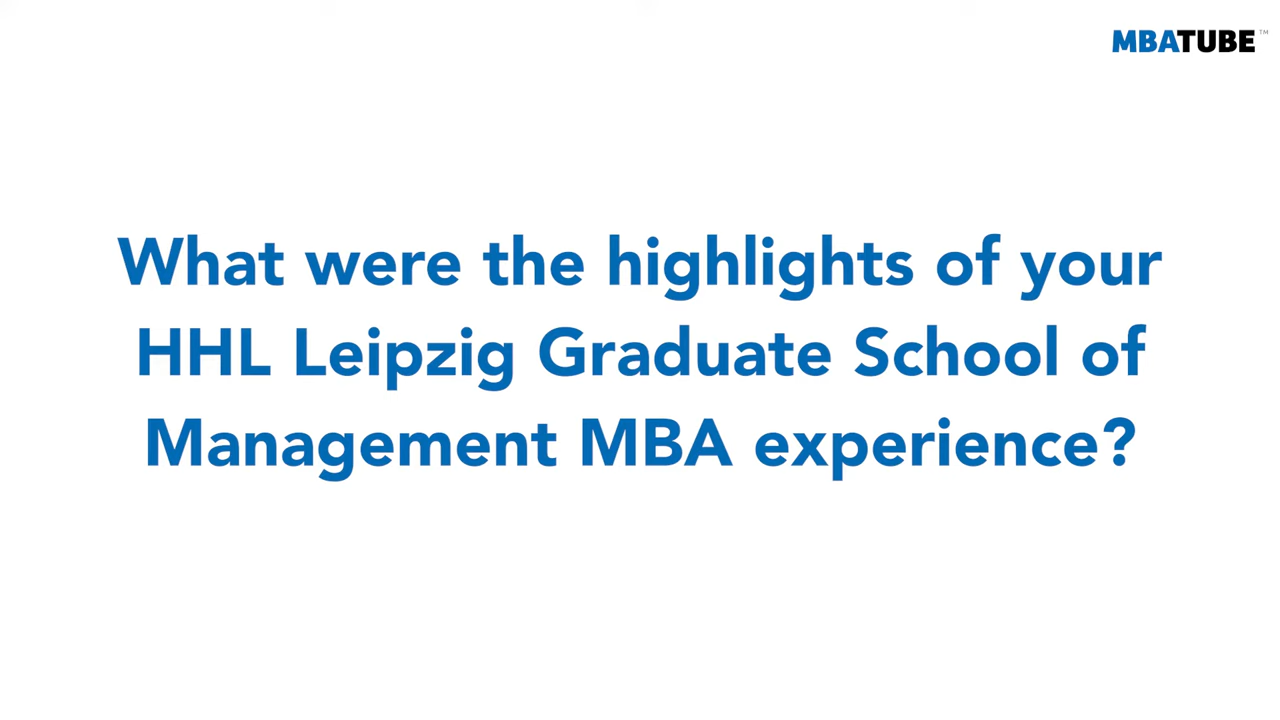 MBATUBE™
What were the highlights of your
HHL Leipzig Graduate School of
Management MBA experience?